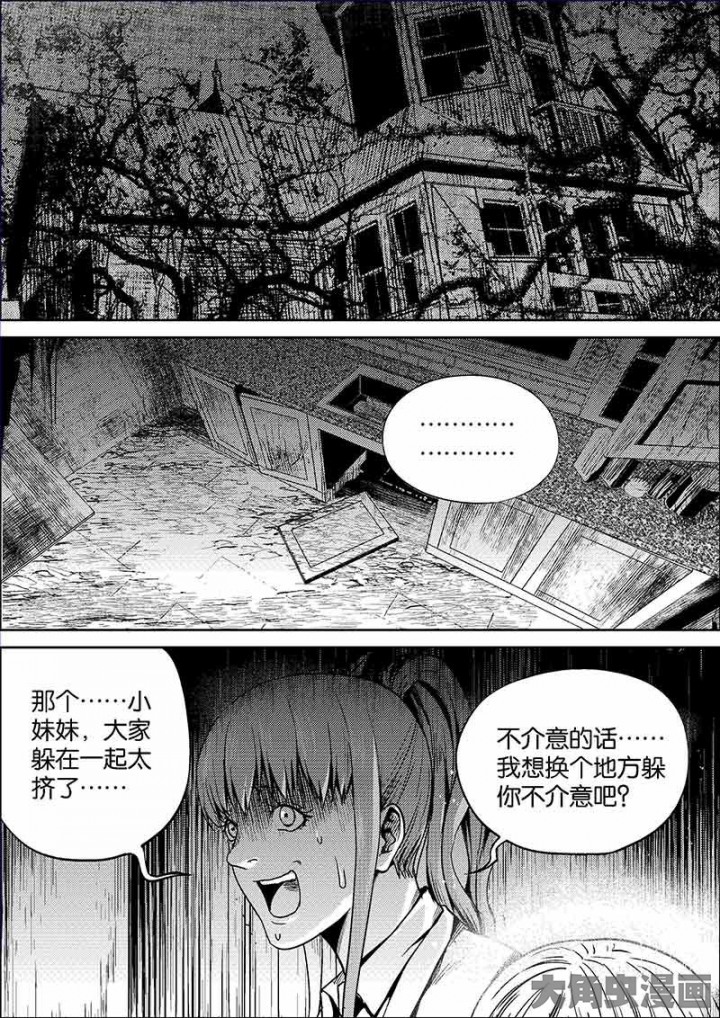 …………
…………
那个……小
妹妹，大家
躲在一起太
挤了……
不介意的话……
我想换个地方躲
你不介意吧？
大角虫漫画